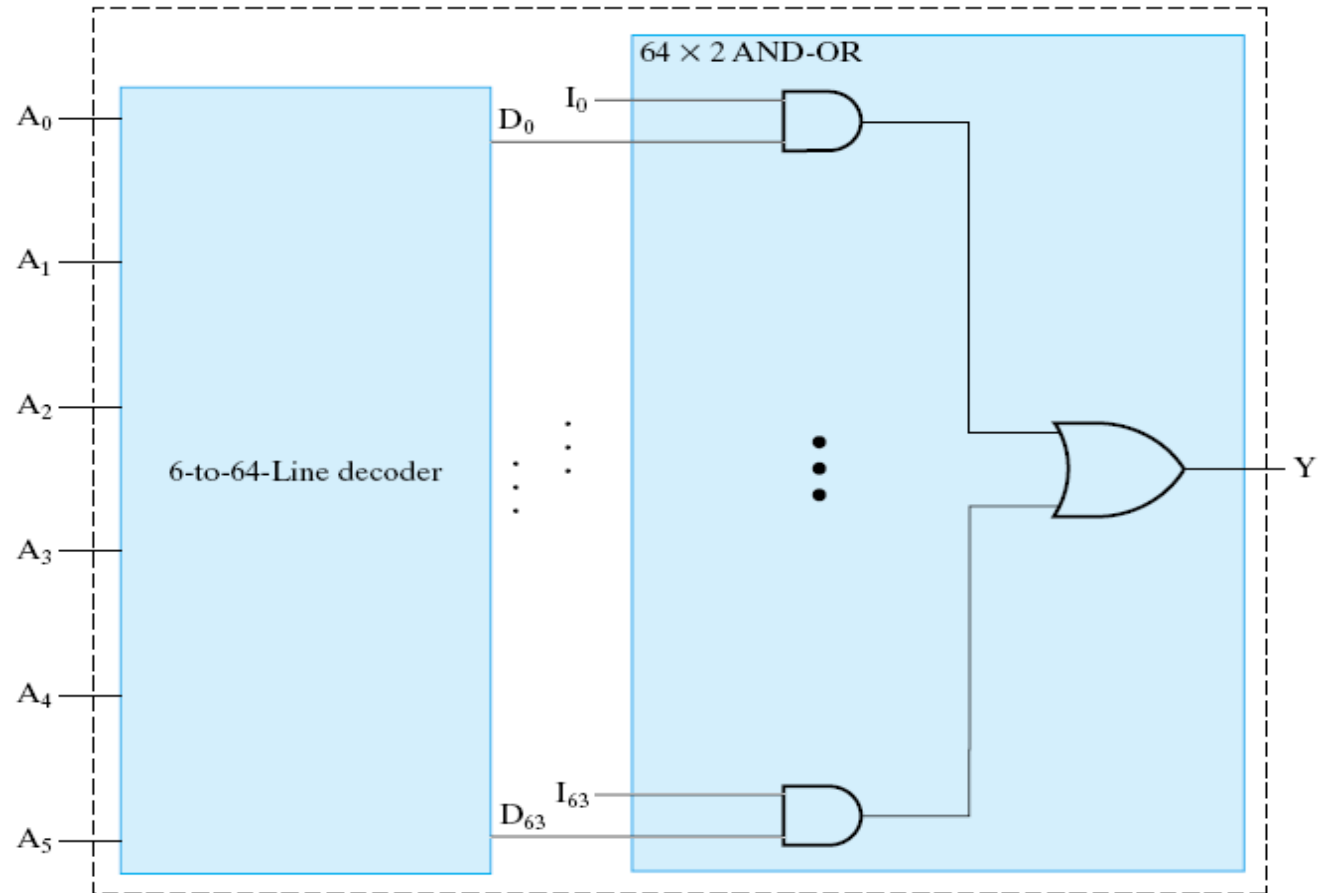 64 × 2 AND-OR
A₀
D₀
I₀
A₁
A₂
6-to-64-Line decoder
Y
A₃
A₄
I₆₃
D₆₃
A₅